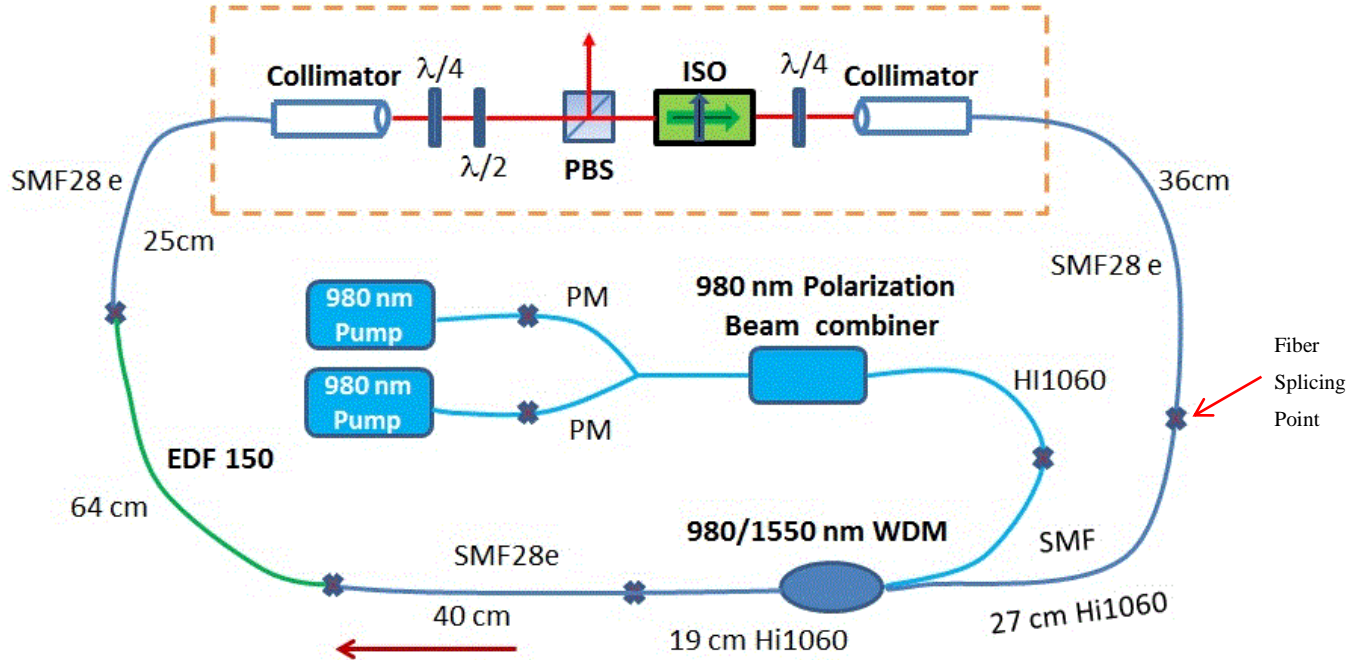 Collimator
λ/4
λ/2
PBS
ISO
λ/4
Collimator
SMF28 e
25cm
36cm
SMF28 e
980 nm
Pump
PM
980 nm
Pump
PM
980 nm Polarization
Beam combiner
HI1060
Fiber
Splicing
Point
EDF 150
64 cm
SMF28e
40 cm
980/1550 nm WDM
19 cm Hi1060
SMF
27 cm Hi1060